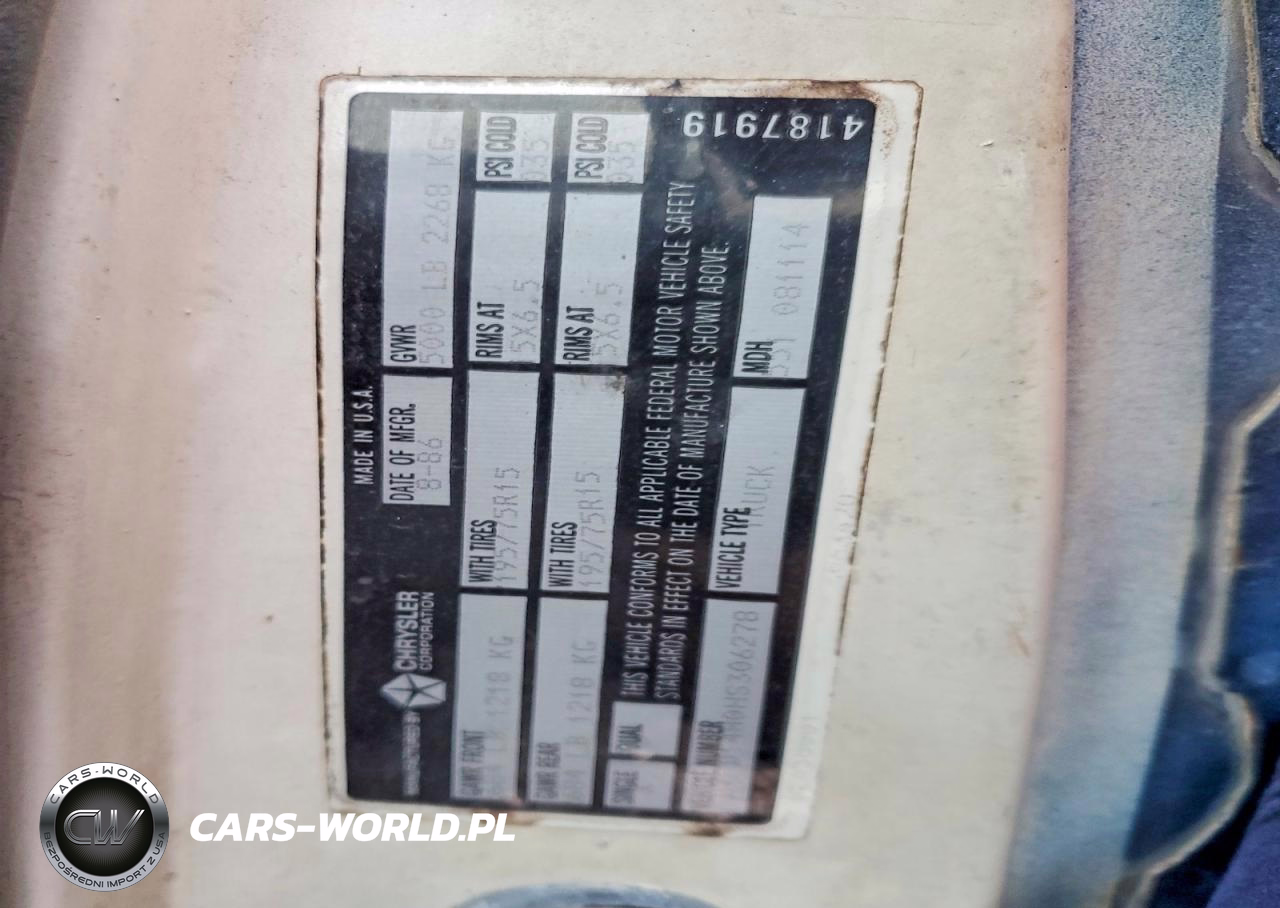 MADE IN U.S.A.
CHRYSLER
CORPORATION
DATE OF MFGR.
8-86
GVWR
5000 LB 2268 KG
GAWR FRONT
LB 1218 KG
WITH TIRES
195/75R15
RIMS AT
15X6.5
PSI COLD
035
GAWR REAR
LB 1218 KG
WITH TIRES
195/75R15
RIMS AT
15X6.5
PSI COLD
035
SINGLE
DUAL
THIS VEHICLE CONFORMS TO ALL APPLICABLE FEDERAL MOTOR VEHICLE SAFETY
STANDARDS IN EFFECT ON THE DATE OF MANUFACTURE SHOWN ABOVE.
VEHICLE NUMBER
VEHICLE TYPE
TRUCK
MDH
081114
4187919
CARS-WORLD
CW
BEZPOŚREDNI IMPORT Z USA
CARS-WORLD.PL